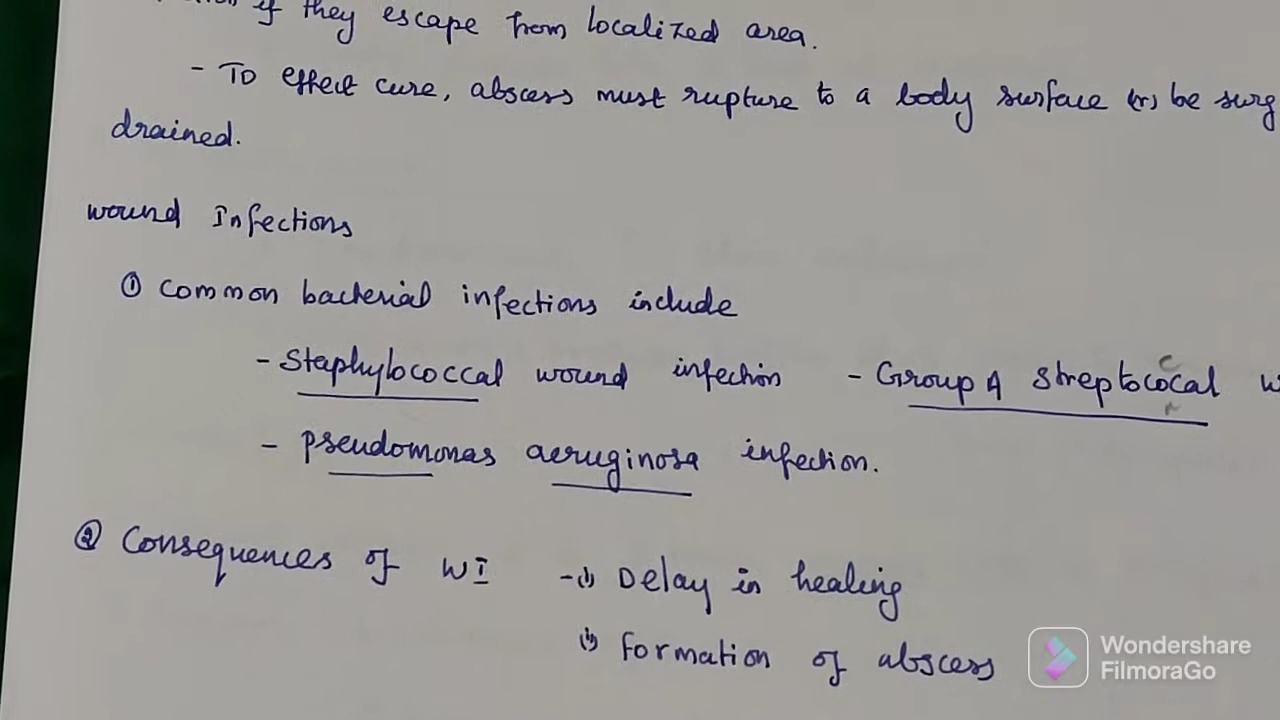 if they escape from localized area.
- To effect cure, abscess must rupture to a body surface (or) be surg
drained.
Wound Infections
① Common bacterial infections include
- Staphylococcal wound infection - Group A Streptococcal w
- Pseudomonas aeruginosa infection.
② Consequences of WI - i) Delay in healing
ii) Formation of abscess
Wondershare
FilmoraGo